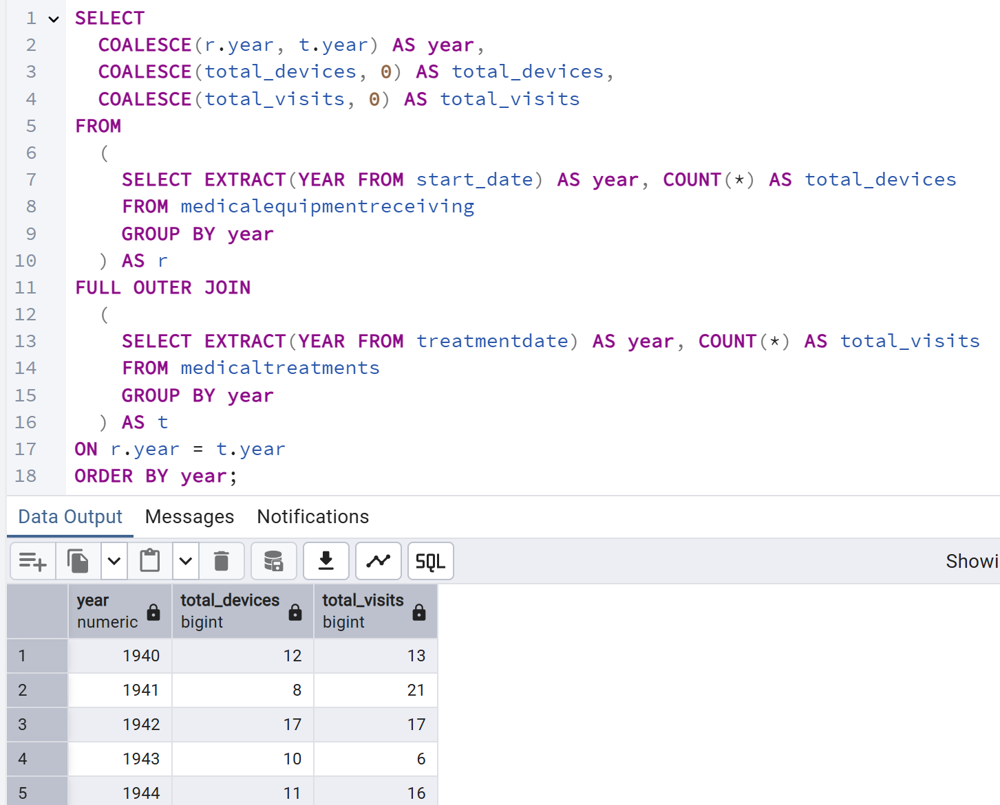 1 SELECT
2 COALESCE(r.year, t.year) AS year,
3 COALESCE(total_devices, 0) AS total_devices,
4 COALESCE(total_visits, 0) AS total_visits
5 FROM
6 (
7 SELECT EXTRACT(YEAR FROM start_date) AS year, COUNT(*) AS total_devices
8 FROM medicalequipmentreceiving
9 GROUP BY year
10 ) AS r
11 FULL OUTER JOIN
12 (
13 SELECT EXTRACT(YEAR FROM treatmentdate) AS year, COUNT(*) AS total_visits
14 FROM medicaltreatments
15 GROUP BY year
16 ) AS t
17 ON r.year = t.year
18 ORDER BY year;
Data Output Messages Notifications
SQL Showi
year total_devices total_visits
numeric bigint bigint
1 1940 12 13
2 1941 8 21
3 1942 17 17
4 1943 10 6
5 1944 11 16